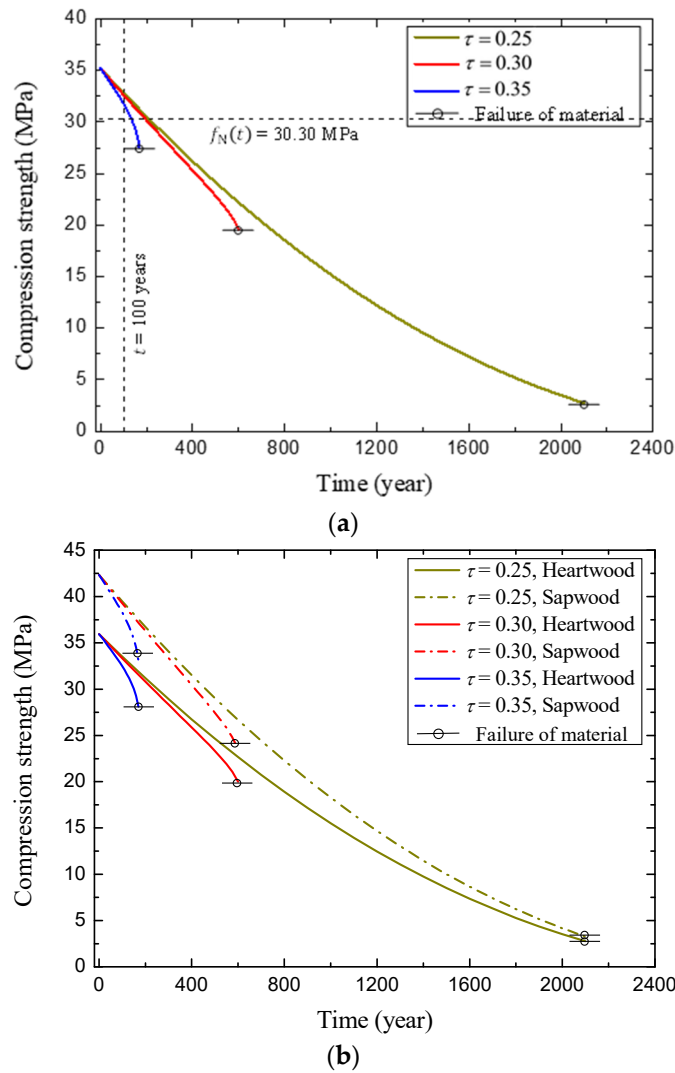 40
35
30
25
20
15
10
5
0
Compression strength (MPa)
τ = 0.25
τ = 0.30
τ = 0.35
Failure of material
f_N(t) = 30.30 MPa
t = 100 years
0 400 800 1200 1600 2000 2400
Time (year)
(a)
45
40
35
30
25
20
15
10
5
0
Compression strength (MPa)
τ = 0.25, Heartwood
τ = 0.25, Sapwood
τ = 0.30, Heartwood
τ = 0.30, Sapwood
τ = 0.35, Heartwood
τ = 0.35, Sapwood
Failure of material
0 400 800 1200 1600 2000 2400
Time (year)
(b)